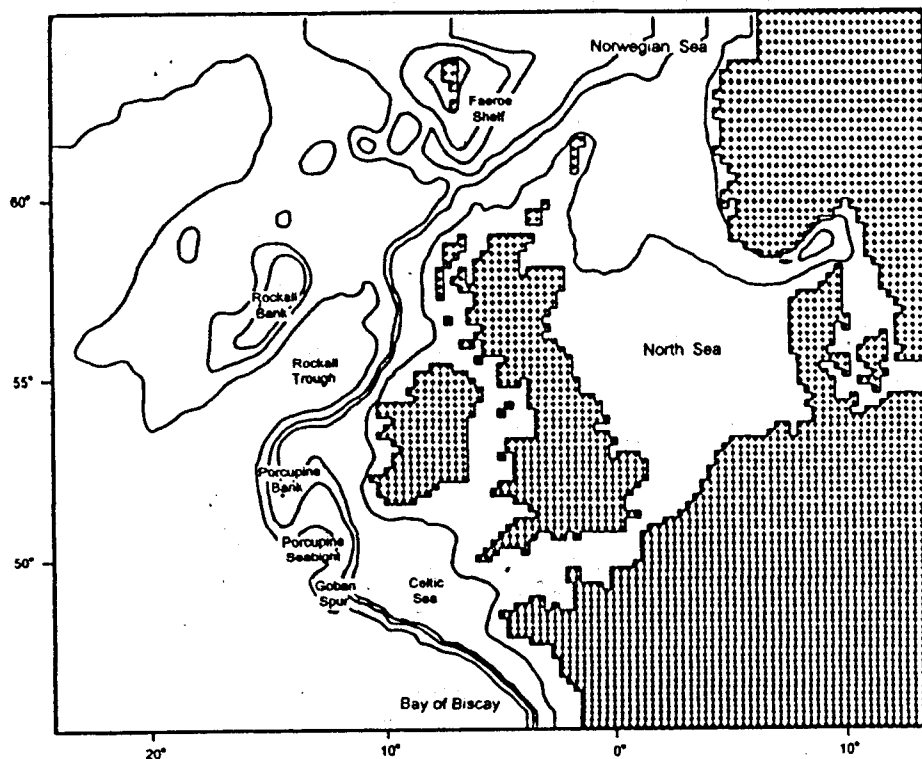 Norwegian Sea
Faeroe
Shelf
60°
Rockall
Bank
North Sea
Rockall
Trough
55°
Porcupine
Bank
Porcupine
Seabight
50°
Goban
Spur
Celtic
Sea
Bay of Biscay
20°
10°
0°
10°